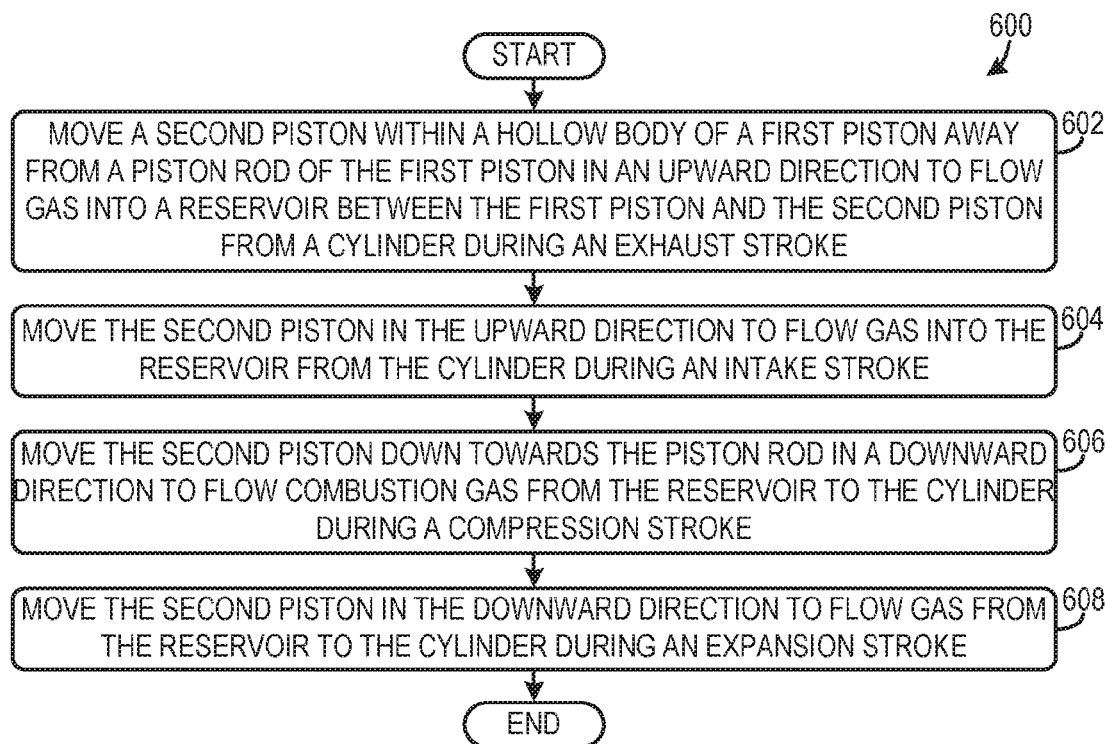 600
START
MOVE A SECOND PISTON WITHIN A HOLLOW BODY OF A FIRST PISTON AWAY
FROM A PISTON ROD OF THE FIRST PISTON IN AN UPWARD DIRECTION TO FLOW
GAS INTO A RESERVOIR BETWEEN THE FIRST PISTON AND THE SECOND PISTON
FROM A CYLINDER DURING AN EXHAUST STROKE
602
MOVE THE SECOND PISTON IN THE UPWARD DIRECTION TO FLOW GAS INTO THE
RESERVOIR FROM THE CYLINDER DURING AN INTAKE STROKE
604
MOVE THE SECOND PISTON DOWN TOWARDS THE PISTON ROD IN A DOWNWARD
DIRECTION TO FLOW COMBUSTION GAS FROM THE RESERVOIR TO THE CYLINDER
DURING A COMPRESSION STROKE
606
MOVE THE SECOND PISTON IN THE DOWNWARD DIRECTION TO FLOW GAS FROM
THE RESERVOIR TO THE CYLINDER DURING AN EXPANSION STROKE
608
END